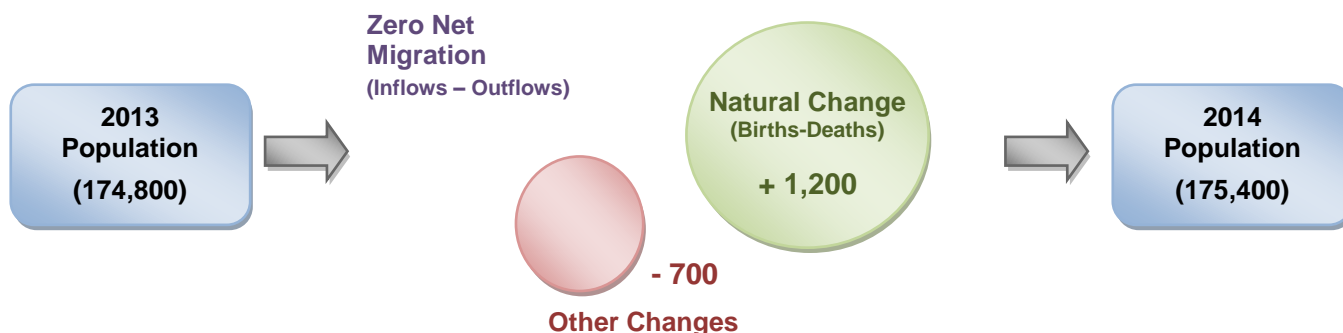 2013
Population
(174,800)
Zero Net
Migration
(Inflows – Outflows)
Natural Change
(Births-Deaths)
+ 1,200
- 700
Other Changes
2014
Population
(175,400)